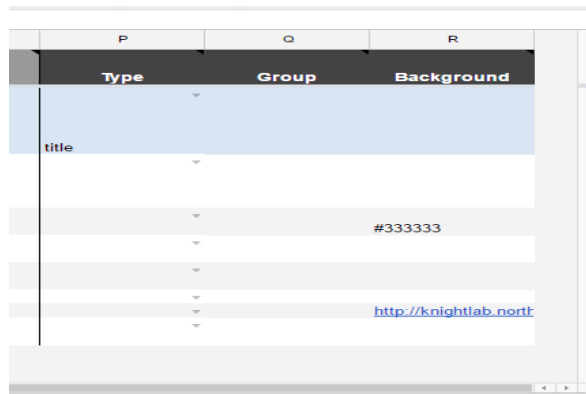 P Q R
Type Group Background
title
#333333
http://knightlab.north